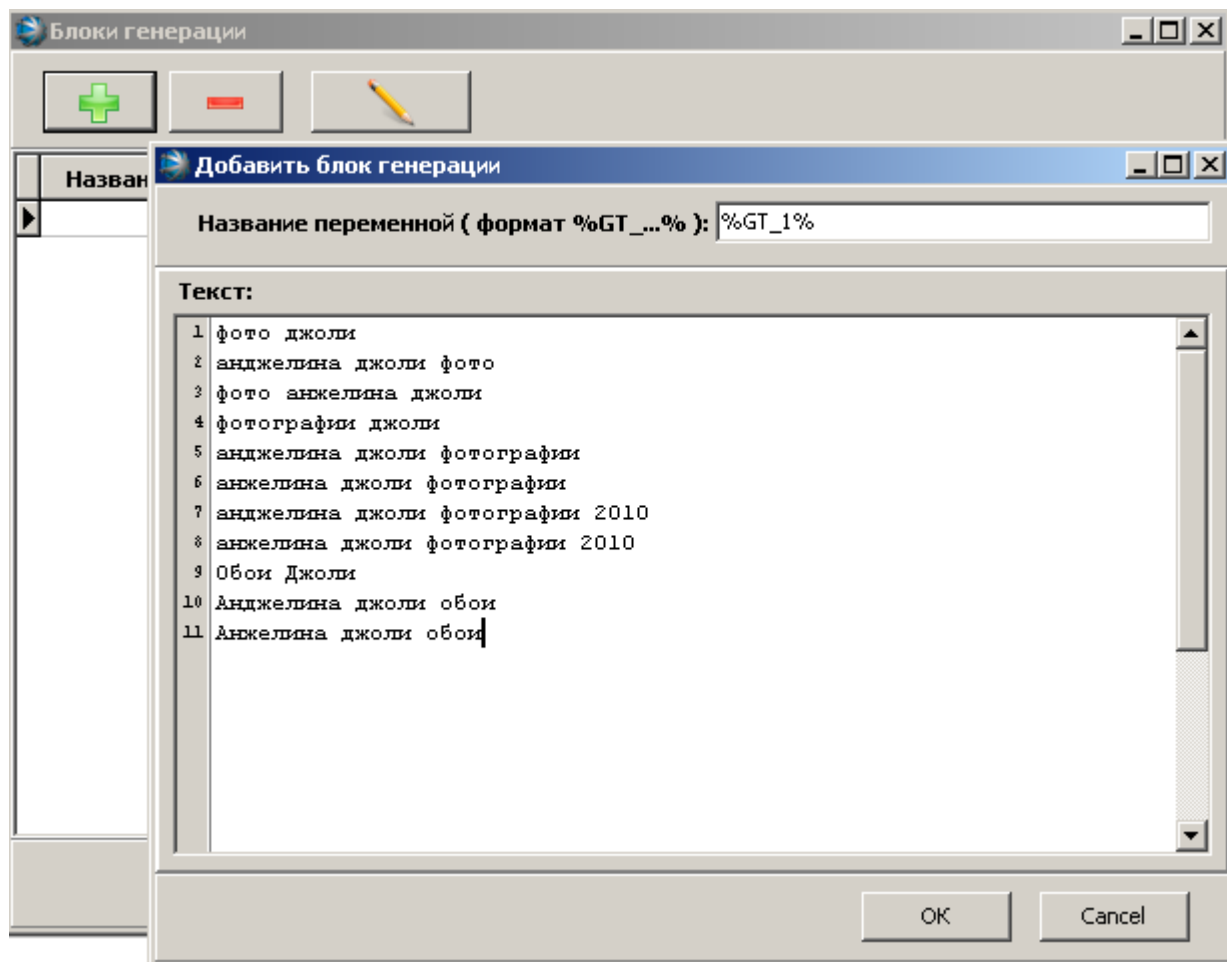 Блоки генерации
Назван
Добавить блок генерации
Название переменной ( формат %GT_...% ): %GT_1%
Текст:
1 фото джоли
2 анджелина джоли фото
3 фото анжелина джоли
4 фотографии джоли
5 анджелина джоли фотографии
6 анжелина джоли фотографии
7 анджелина джоли фотографии 2010
8 анжелина джоли фотографии 2010
9 Обои Джоли
10 Анджелина джоли обои
11 Анжелина джоли обои
OK Cancel